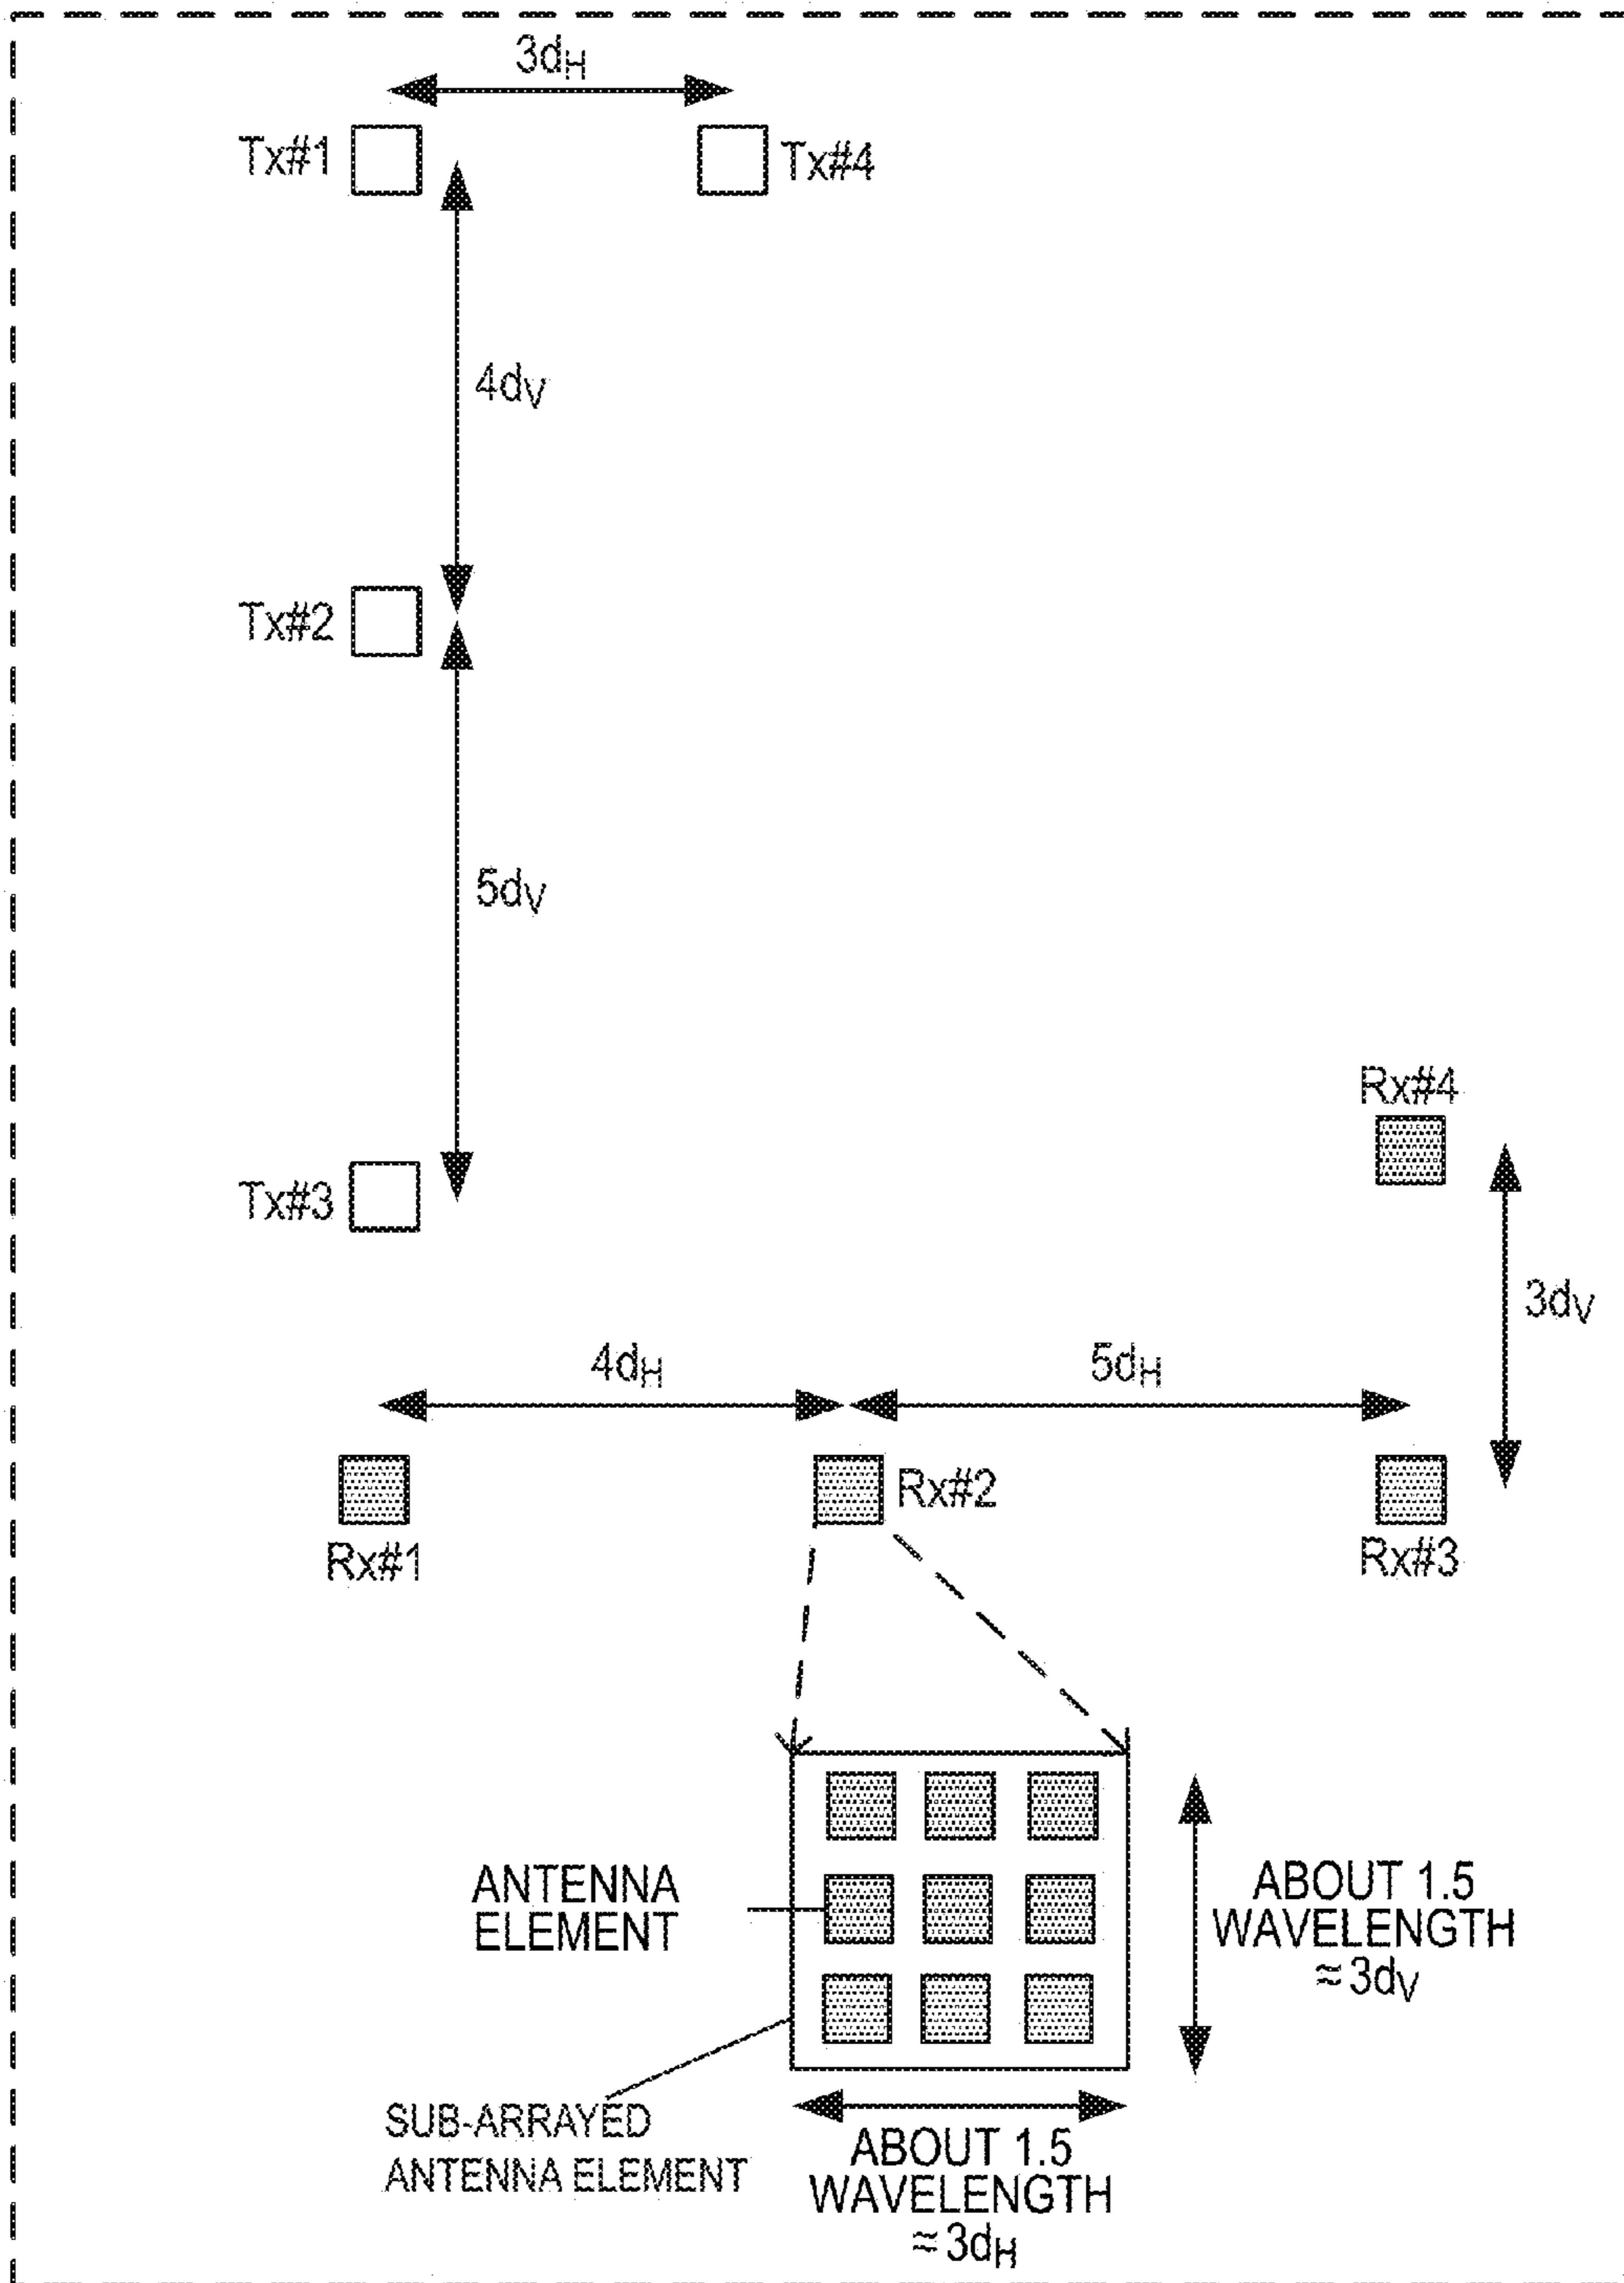 3dH
Tx#1
Tx#4
4dV
Tx#2
5dV
Rx#4
Tx#3
3dV
4dH
5dH
Rx#2
Rx#1
Rx#3
ANTENNA
ELEMENT
ABOUT 1.5
WAVELENGTH
≈3dV
SUB-ARRAYED
ANTENNA ELEMENT
ABOUT 1.5
WAVELENGTH
≈3dH